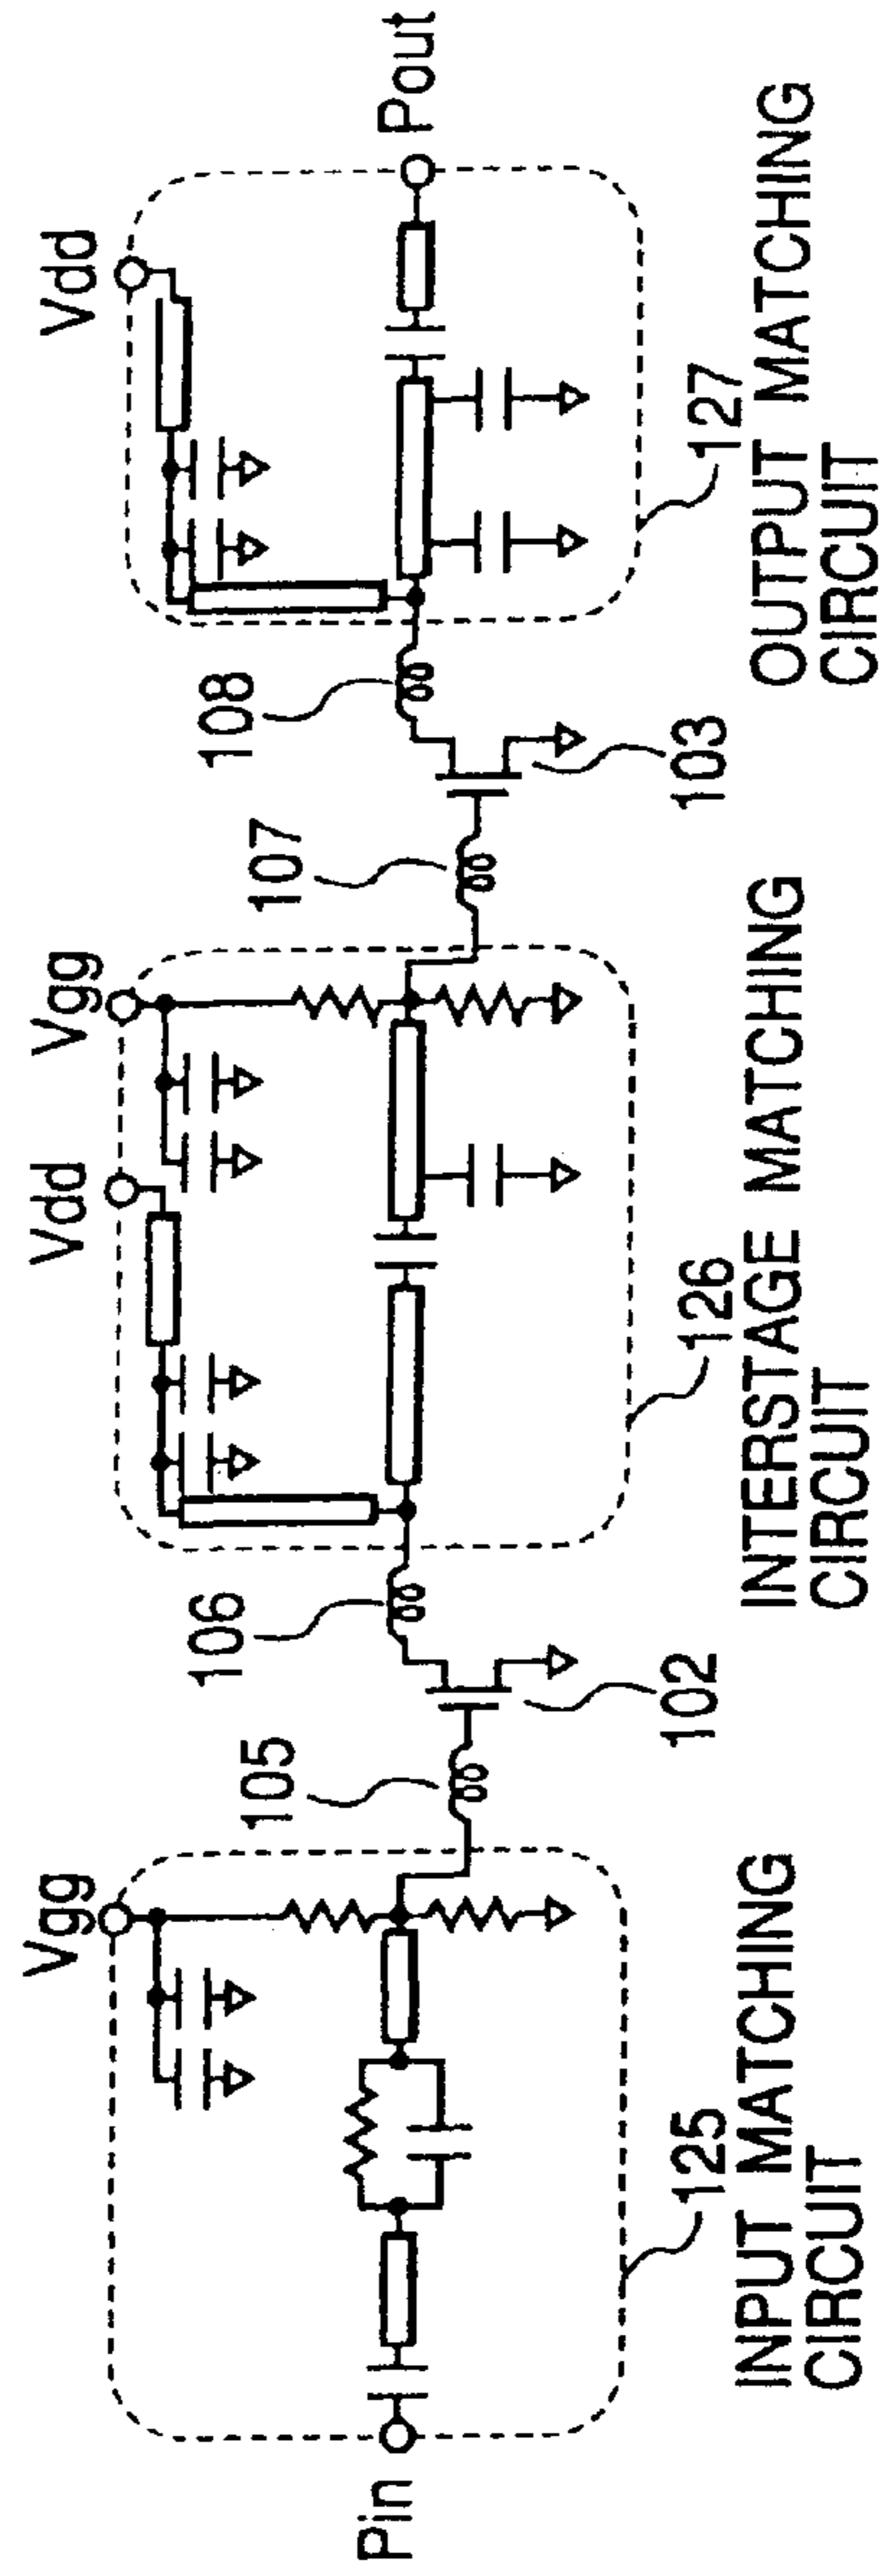 Vgg
Vdd
Vgg
Vdd
105
106
107
108
Pin
Pout
102
103
125
INPUT MATCHING
CIRCUIT
126
INTERSTAGE MATCHING
CIRCUIT
127
OUTPUT MATCHING
CIRCUIT